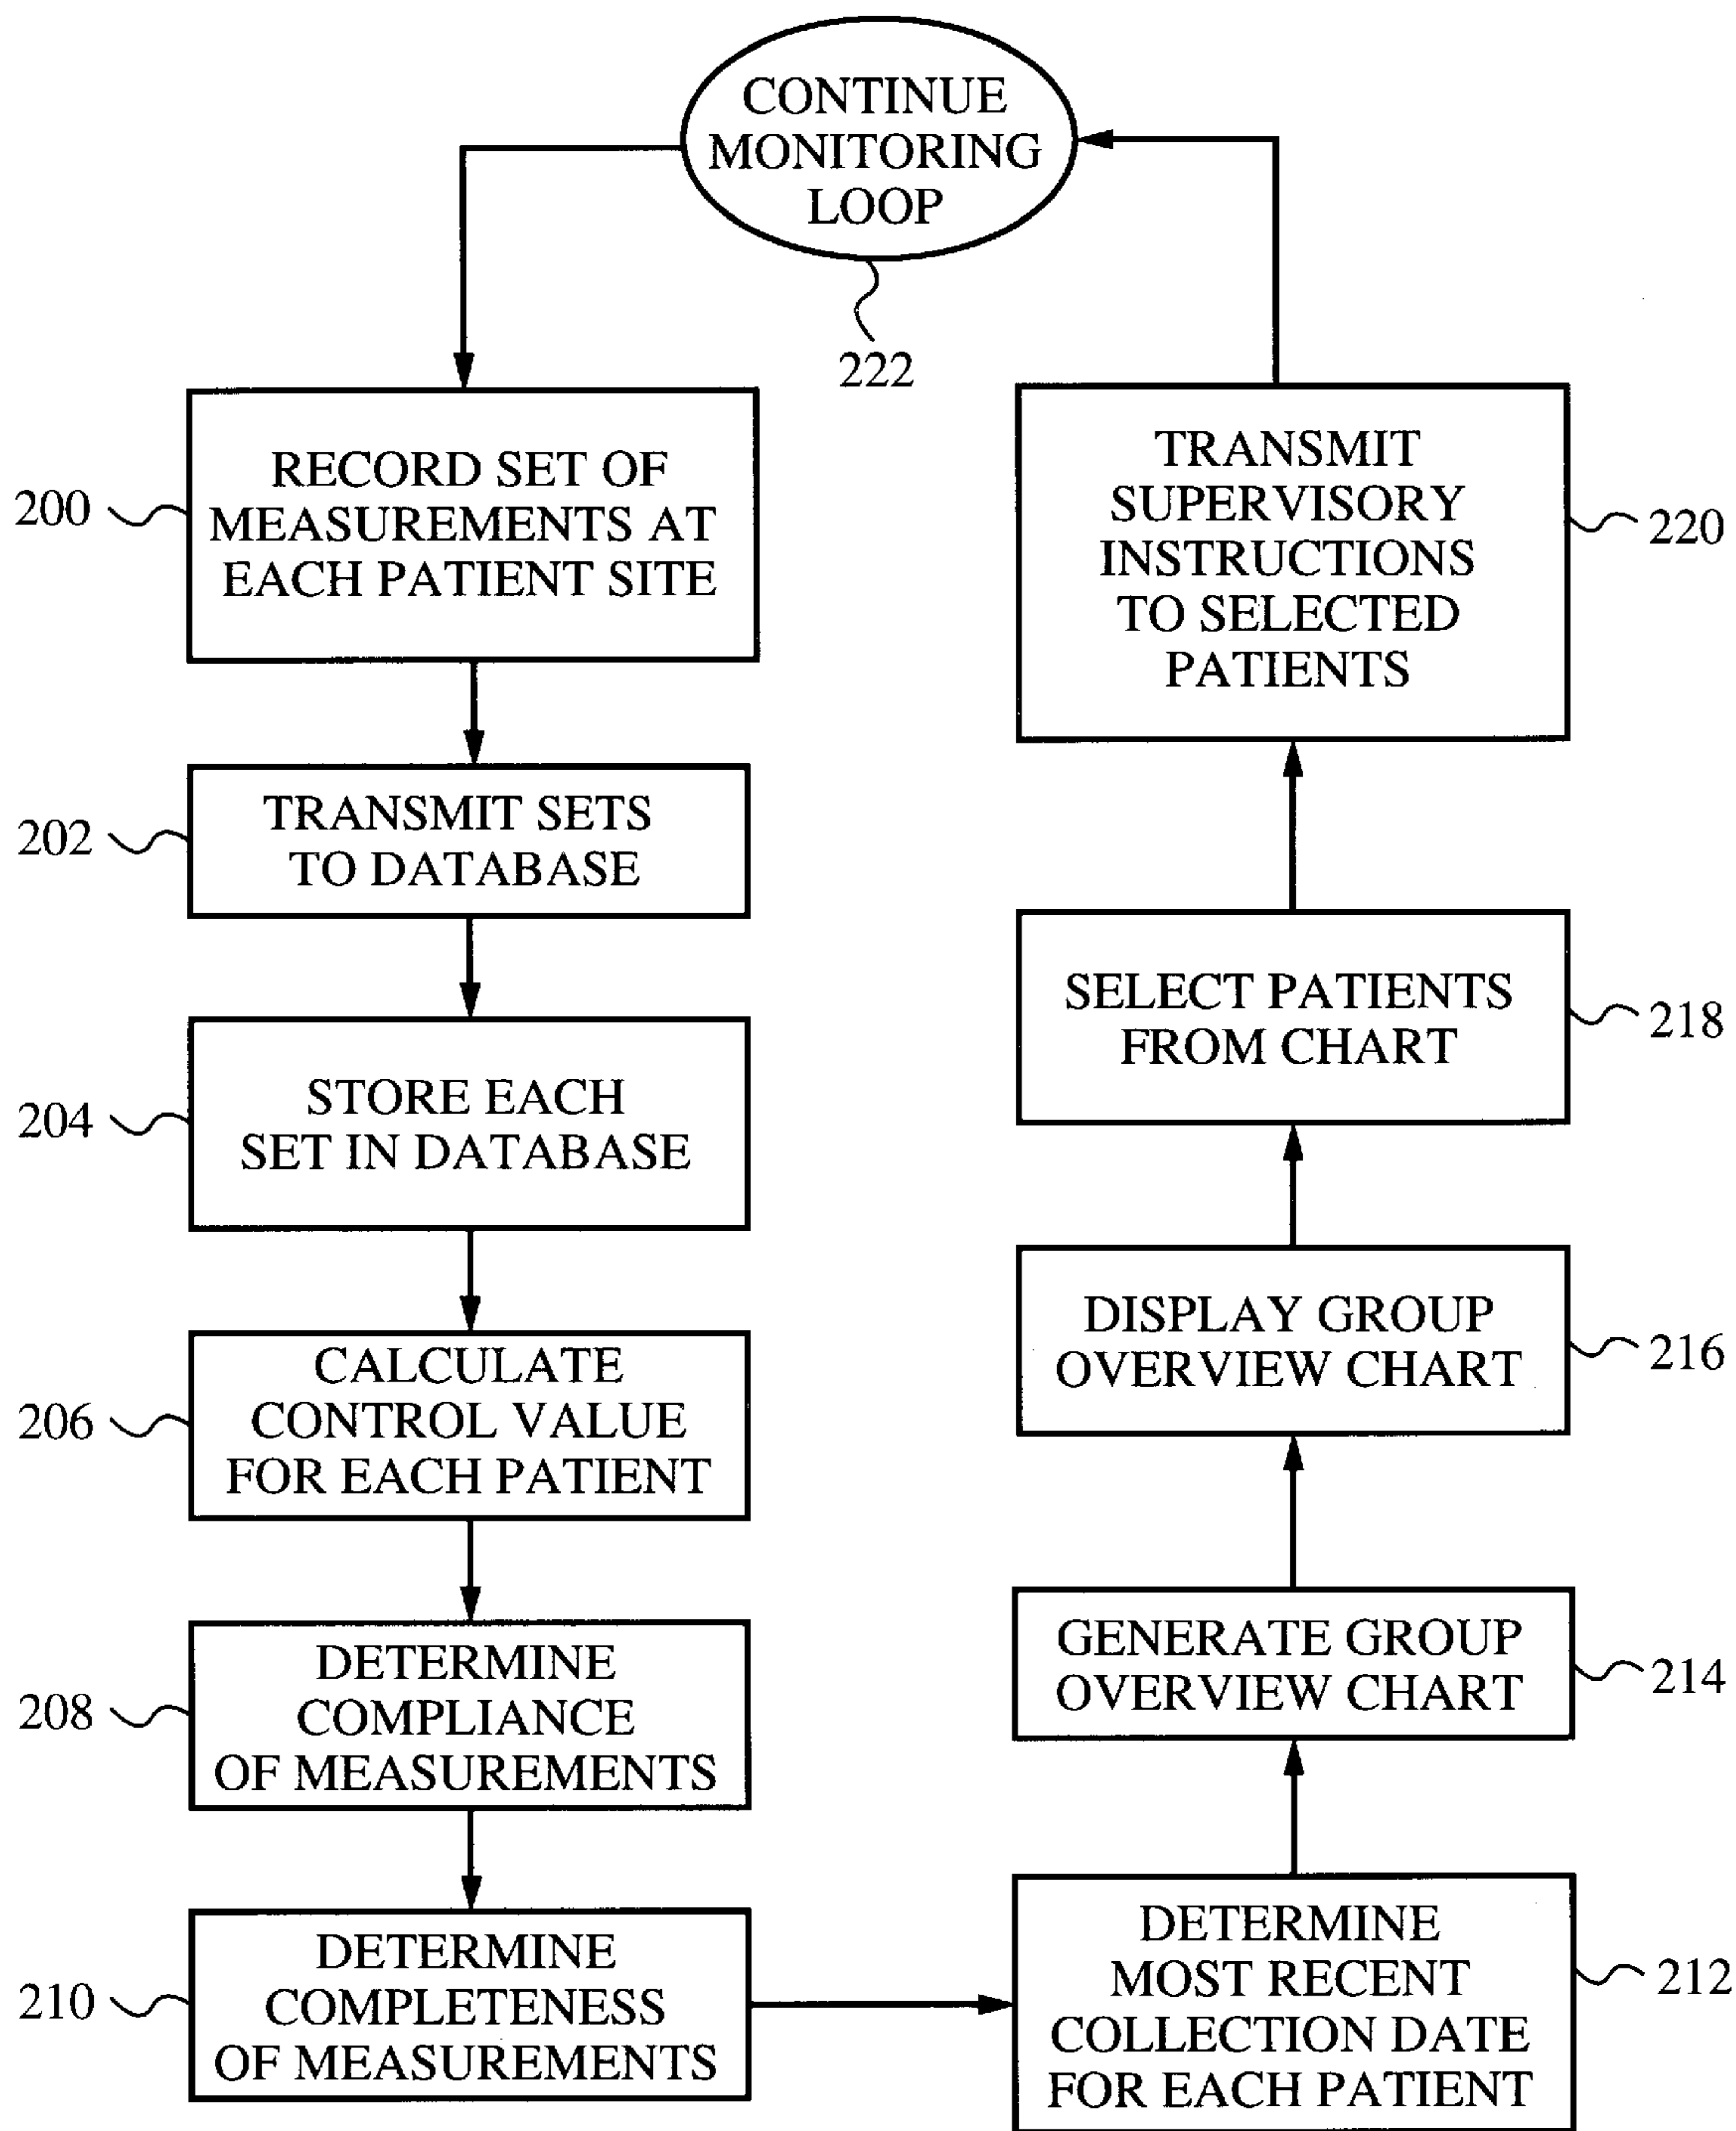 CONTINUE
MONITORING
LOOP
222
200
RECORD SET OF
MEASUREMENTS AT
EACH PATIENT SITE
202
TRANSMIT SETS
TO DATABASE
204
STORE EACH
SET IN DATABASE
206
CALCULATE
CONTROL VALUE
FOR EACH PATIENT
208
DETERMINE
COMPLIANCE
OF MEASUREMENTS
210
DETERMINE
COMPLETENESS
OF MEASUREMENTS
DETERMINE
MOST RECENT
COLLECTION DATE
FOR EACH PATIENT
212
GENERATE GROUP
OVERVIEW CHART
214
DISPLAY GROUP
OVERVIEW CHART
216
SELECT PATIENTS
FROM CHART
218
TRANSMIT
SUPERVISORY
INSTRUCTIONS
TO SELECTED
PATIENTS
220